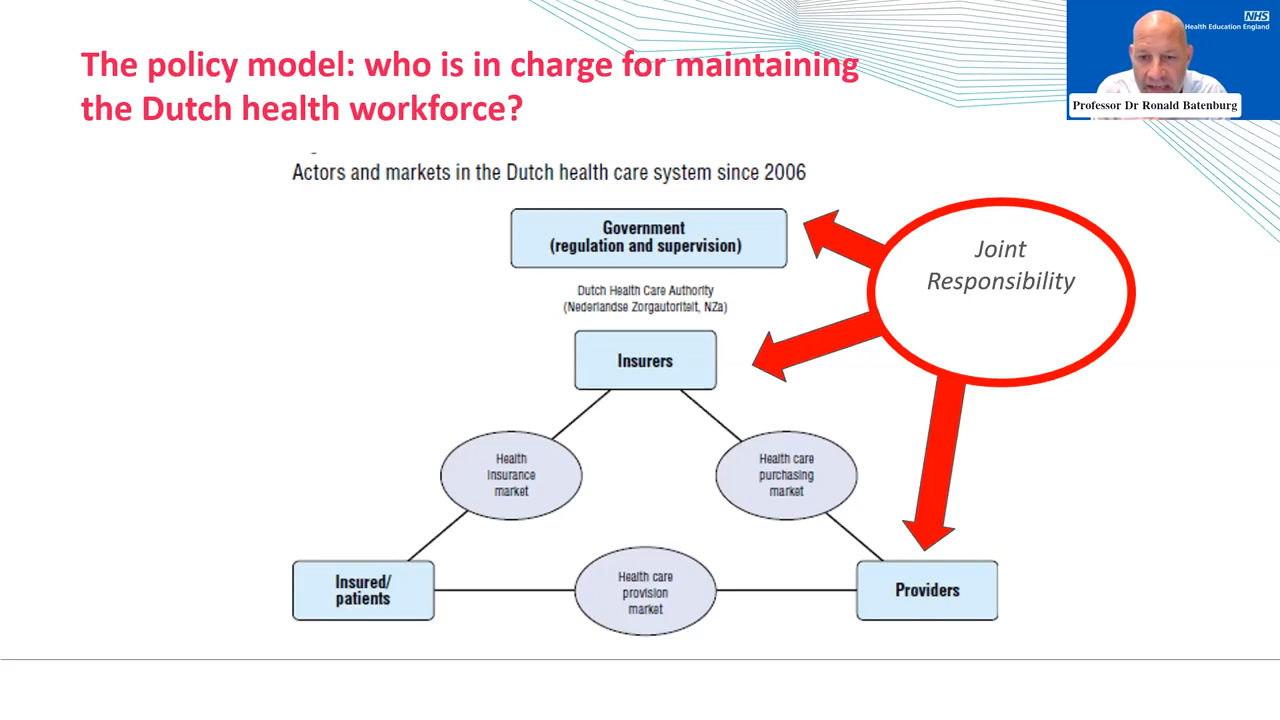 The policy model: who is in charge for maintaining
the Dutch health workforce?
NHS
Health Education England
Professor Dr Ronald Batenburg
Actors and markets in the Dutch health care system since 2006
Government
(regulation and supervision)
Joint
Responsibility
Dutch Health Care Authority
(Nederlandse Zorgautoriteit, NZa)
Insurers
Health
insurance
market
Health care
purchasing
market
Insured/
patients
Health care
provision
market
Providers